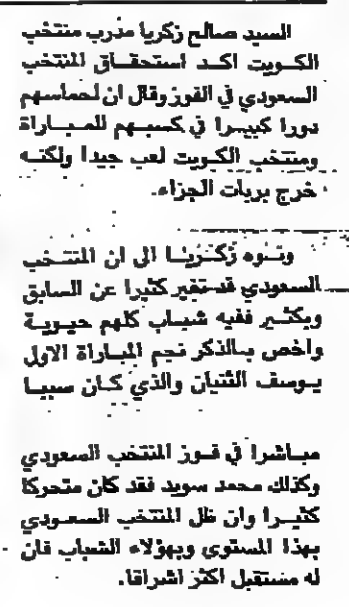 السيد صالح زكريا مدرب منتخب
الكويت اكد استحقاق المنتخب
السعودي في الفوز وقال ان لحماسهم
دورا كبيرا في كسبهم للمباراة
ومنتخب الكويت لعب جيدا ولكنه
خرج بريات الجزاء.
ونوه زكريا الى ان المنتخب
السعودي قد تغير كثيرا عن السابق
وبكثير ففيه شباب كلهم حيوية
واخص بالذكر نجم المباراة الاول
يوسف الثنيان والذي كان سببا
مباشرا في فوز المنتخب السعودي
وكذلك محمد سويد فقد كان متحركا
كثيرا وان ظل المنتخب السعودي
بهذا المستوى وبهؤلاء الشباب فان
له مستقبل اكثر اشراقا.